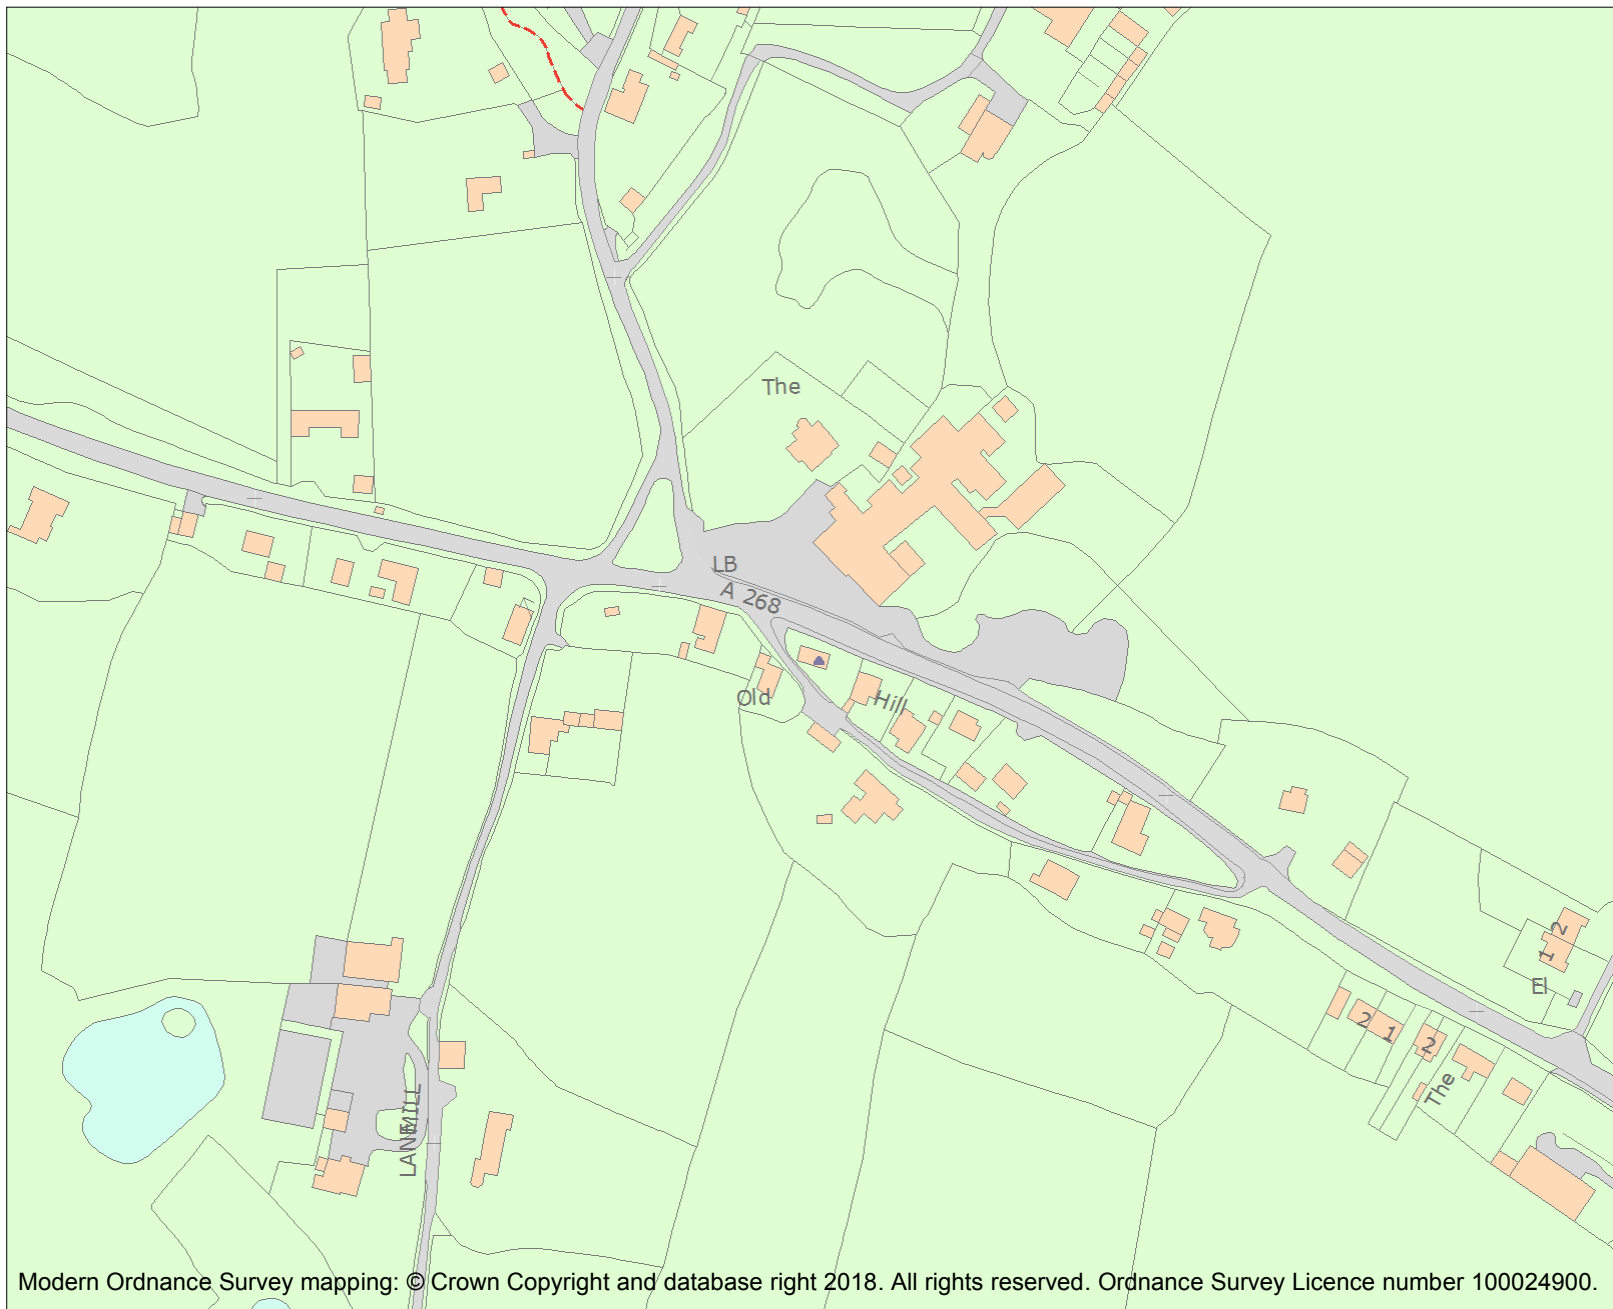 The
LB
A 268
Old
Hill
2
1
El
2
1
2
The
MILL
LANE
Modern Ordnance Survey mapping: © Crown Copyright and database right 2018. All rights reserved. Ordnance Survey Licence number 100024900.